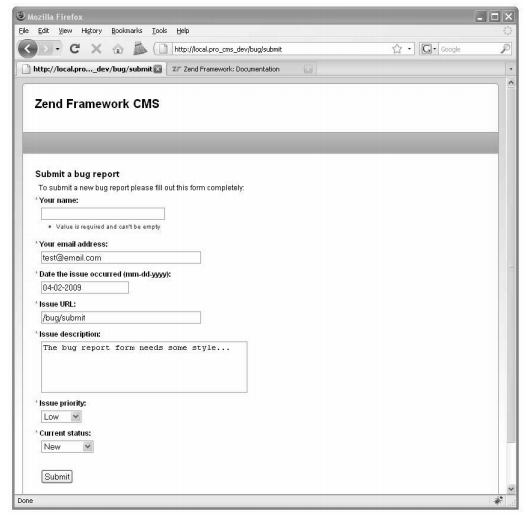 Mozilla Firefox
File Edit View History Bookmarks Tools Help
http://local.pro_cms_dev/bug/submit
G Google
http://local.pro..._dev/bug/submit
ZF Zend Framework: Documentation
Zend Framework CMS
Submit a bug report
To submit a new bug report please fill out this form completely:
* Your name:
• Value is required and can't be empty
* Your email address:
test@email.com
* Date the issue occurred (mm-dd-yyyy):
04-02-2009
* Issue URL:
/bug/submit
* Issue description:
The bug report form needs some style...
* Issue priority:
Low
* Current status:
New
Submit
Done